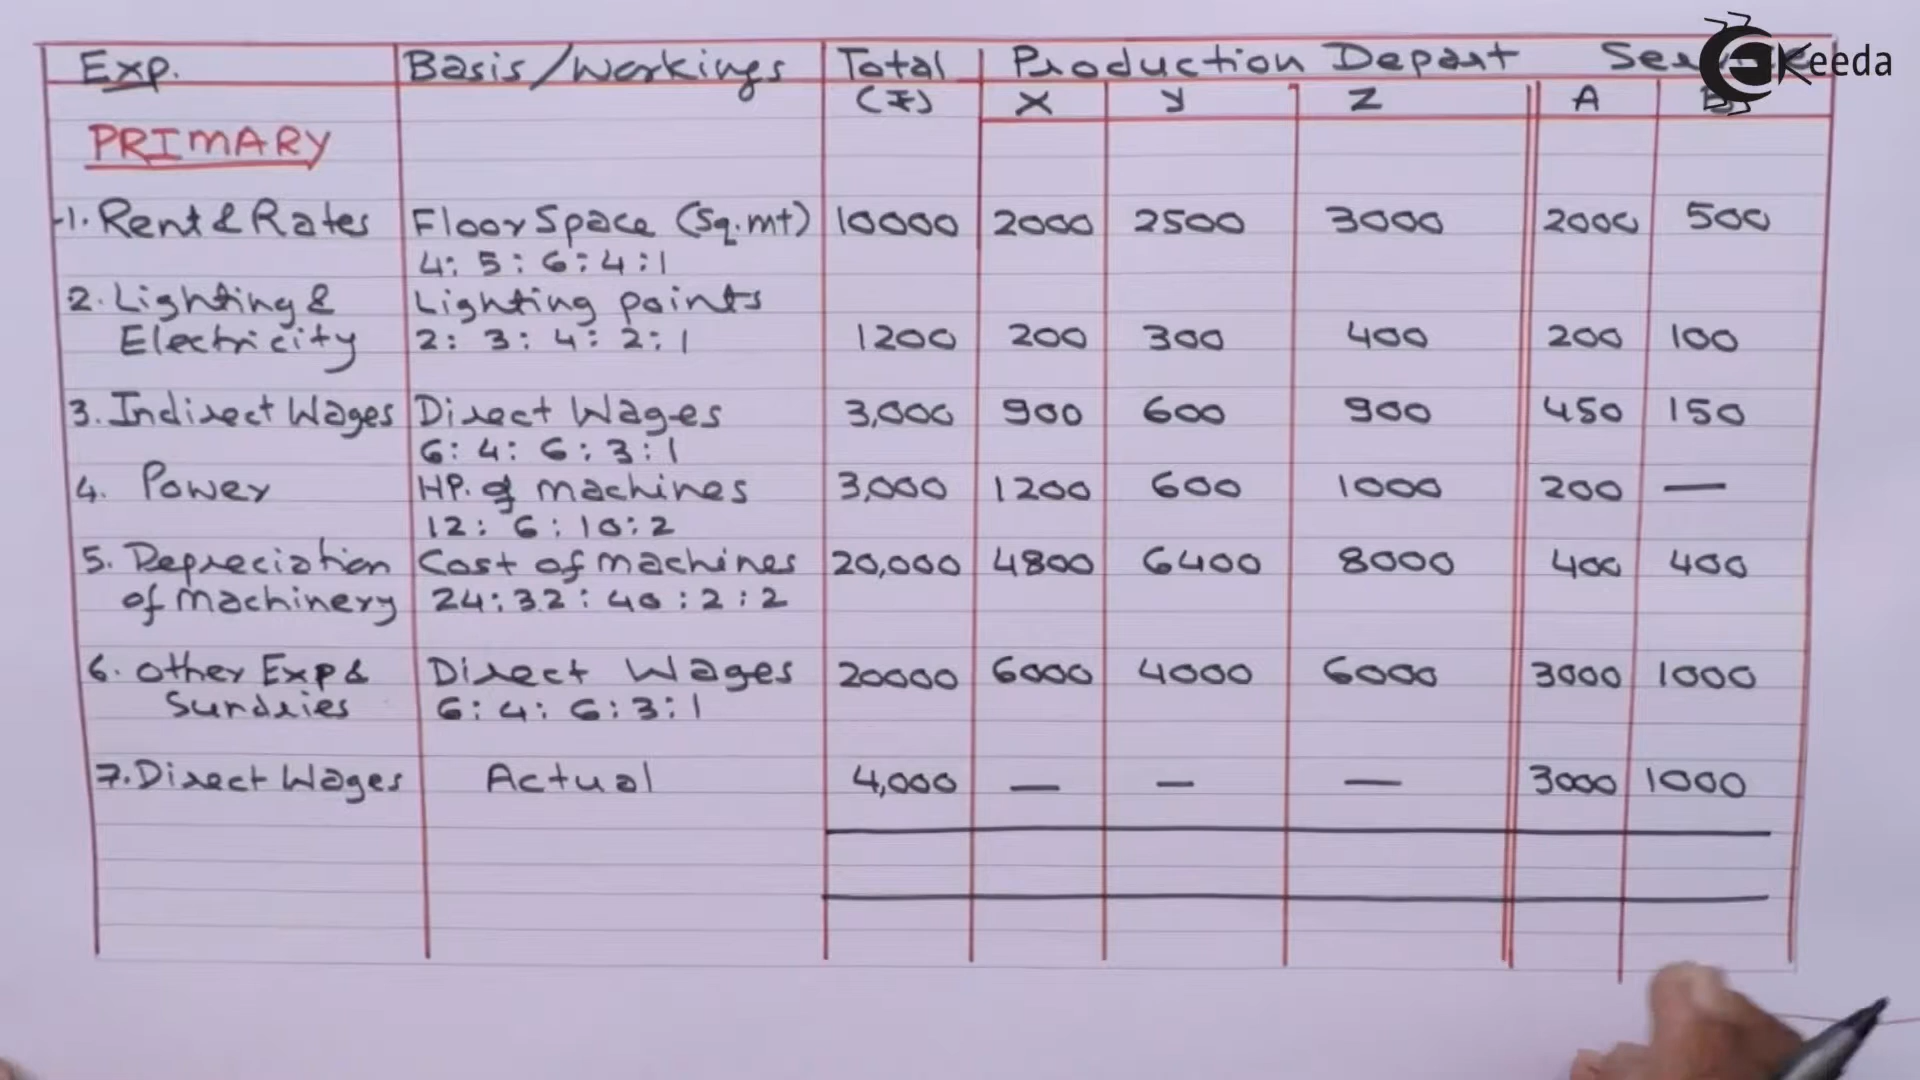 Exp. Basis/workings Total Production Depart Ser
(₹) X Y Z A B
PRIMARY
1. Rent & Rates Floor Space (Sq.mt) 10000 2000 2500 3000 2000 500
4: 5: 6: 4: 1
2. Lighting & Lighting points
Electricity 2: 3: 4: 2: 1 1200 200 300 400 200 100
3. Indirect Wages Direct Wages 3,000 900 600 900 450 150
6: 4: 6: 3: 1
4. Power HP. of machines 3,000 1200 600 1000 200 —
12: 6: 10: 2
5. Depreciation Cost of machines 20,000 4800 6400 8000 400 400
of machinery 24: 32: 40: 2: 2
6. Other Exp & Direct Wages 20000 6000 4000 6000 3000 1000
Sundries 6: 4: 6: 3: 1
7. Direct Wages Actual 4,000 — — — 3000 1000
Keeda